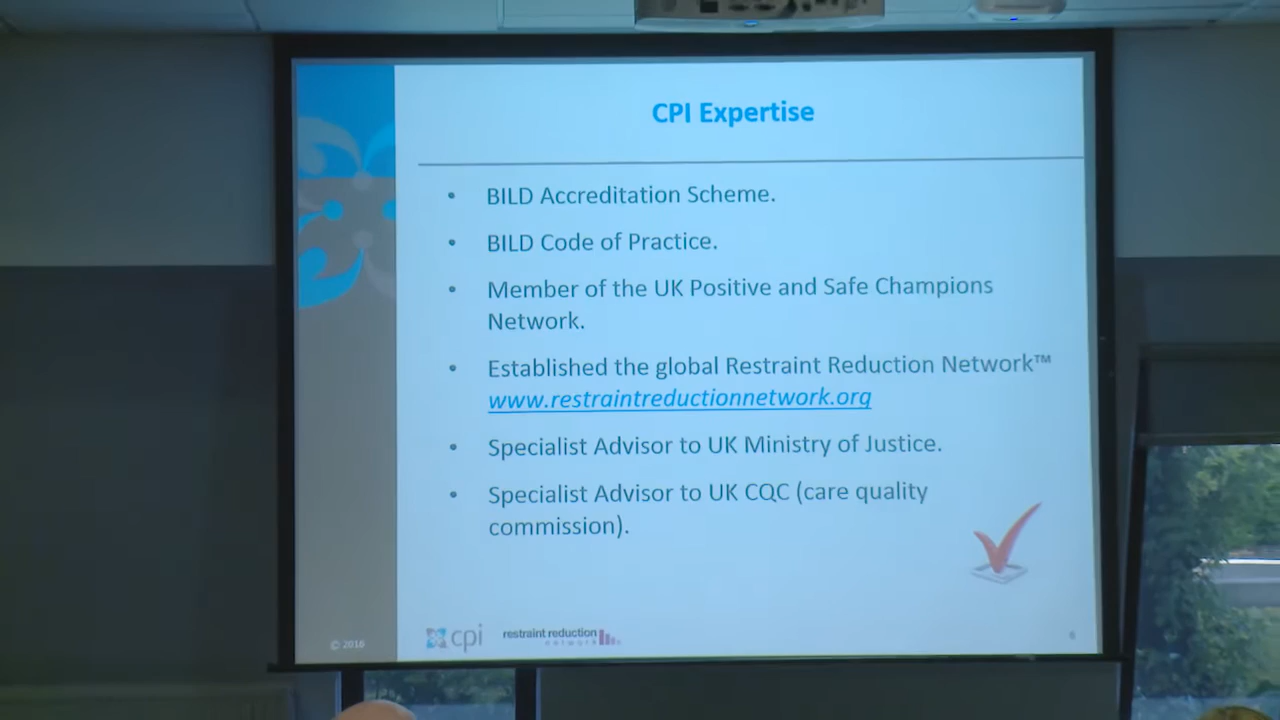 CPI Expertise
• BILD Accreditation Scheme.
• BILD Code of Practice.
• Member of the UK Positive and Safe Champions
Network.
• Established the global Restraint Reduction Network™
www.restraintreductionnetwork.org
• Specialist Advisor to UK Ministry of Justice.
• Specialist Advisor to UK CQC (care quality
commission).
© 2016
cpi
restraint reduction
network
6